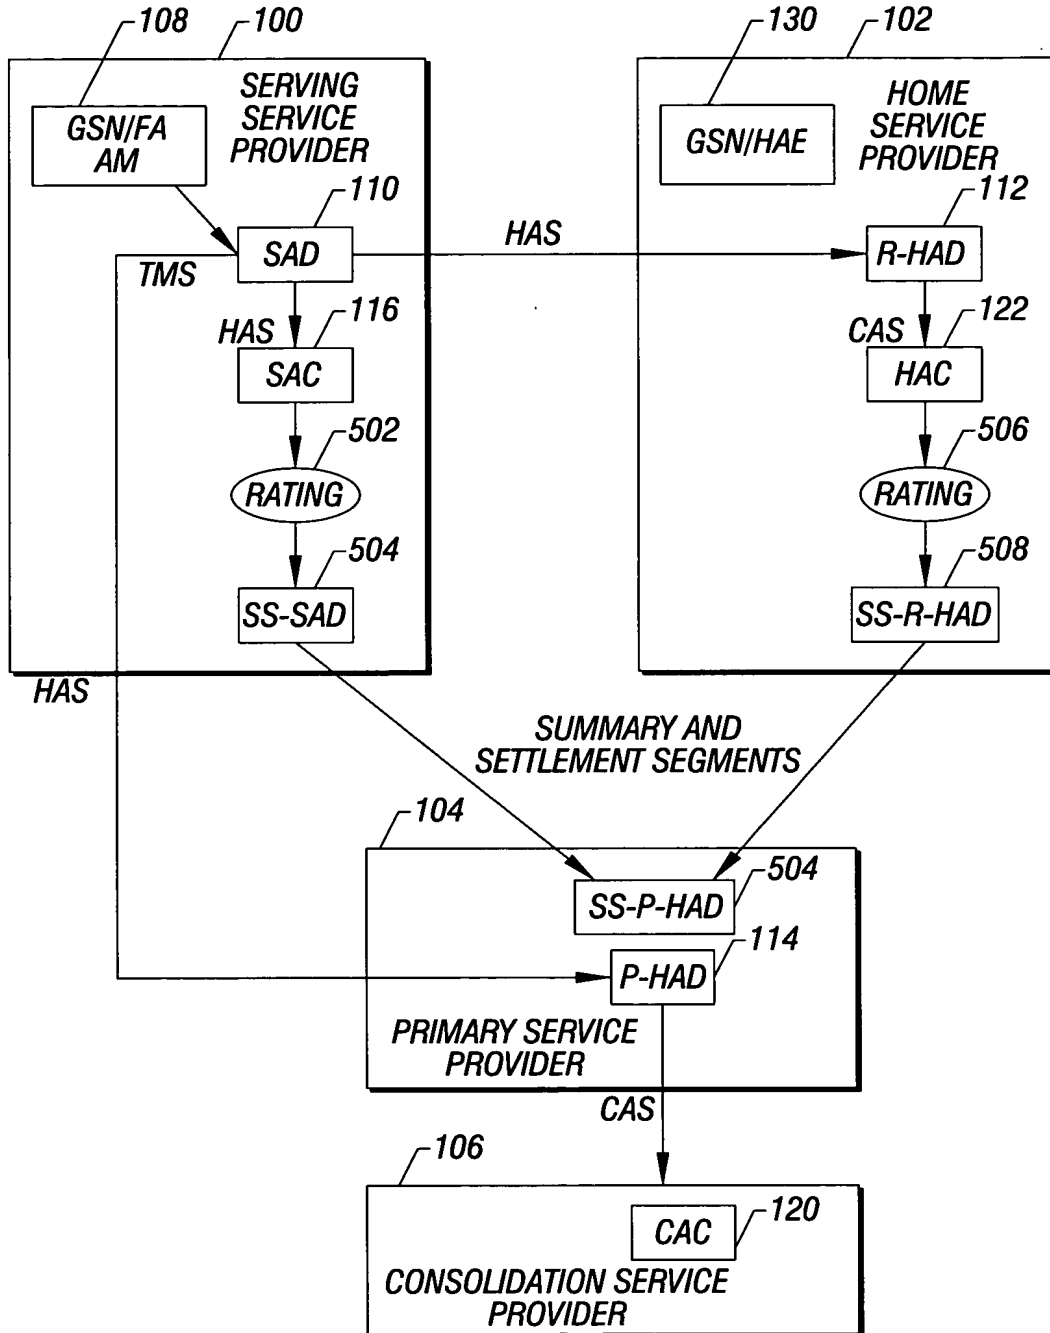 108
100
130
102
SERVING
SERVICE
PROVIDER
GSN/FA
AM
HOME
SERVICE
PROVIDER
GSN/HAE
110
SAD
TMS
HAS
112
R-HAD
HAS
116
SAC
CAS
122
HAC
502
RATING
506
RATING
504
SS-SAD
508
SS-R-HAD
HAS
SUMMARY AND
SETTLEMENT SEGMENTS
104
SS-P-HAD
504
P-HAD
114
PRIMARY SERVICE
PROVIDER
CAS
106
CAC
120
CONSOLIDATION SERVICE
PROVIDER